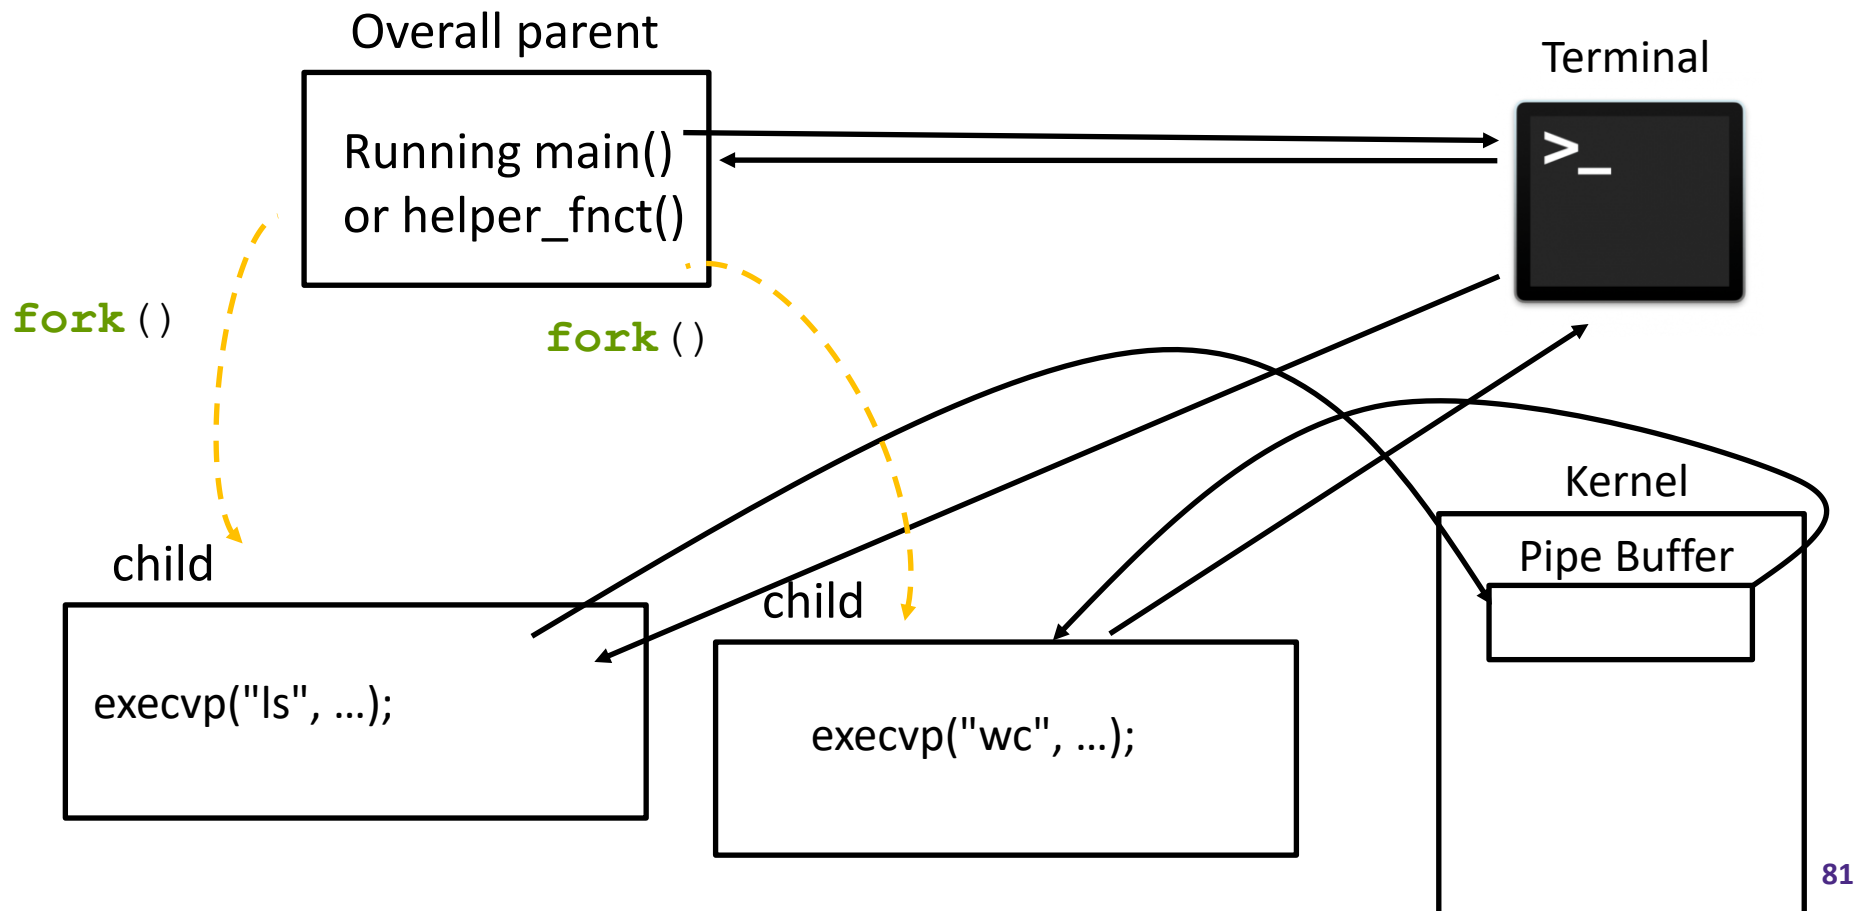 Overall parent
Terminal
Running main()
or helper_fnct()
>_
fork()
fork()
Kernel
Pipe Buffer
child
child
execvp("ls", …);
execvp("wc", …);
81